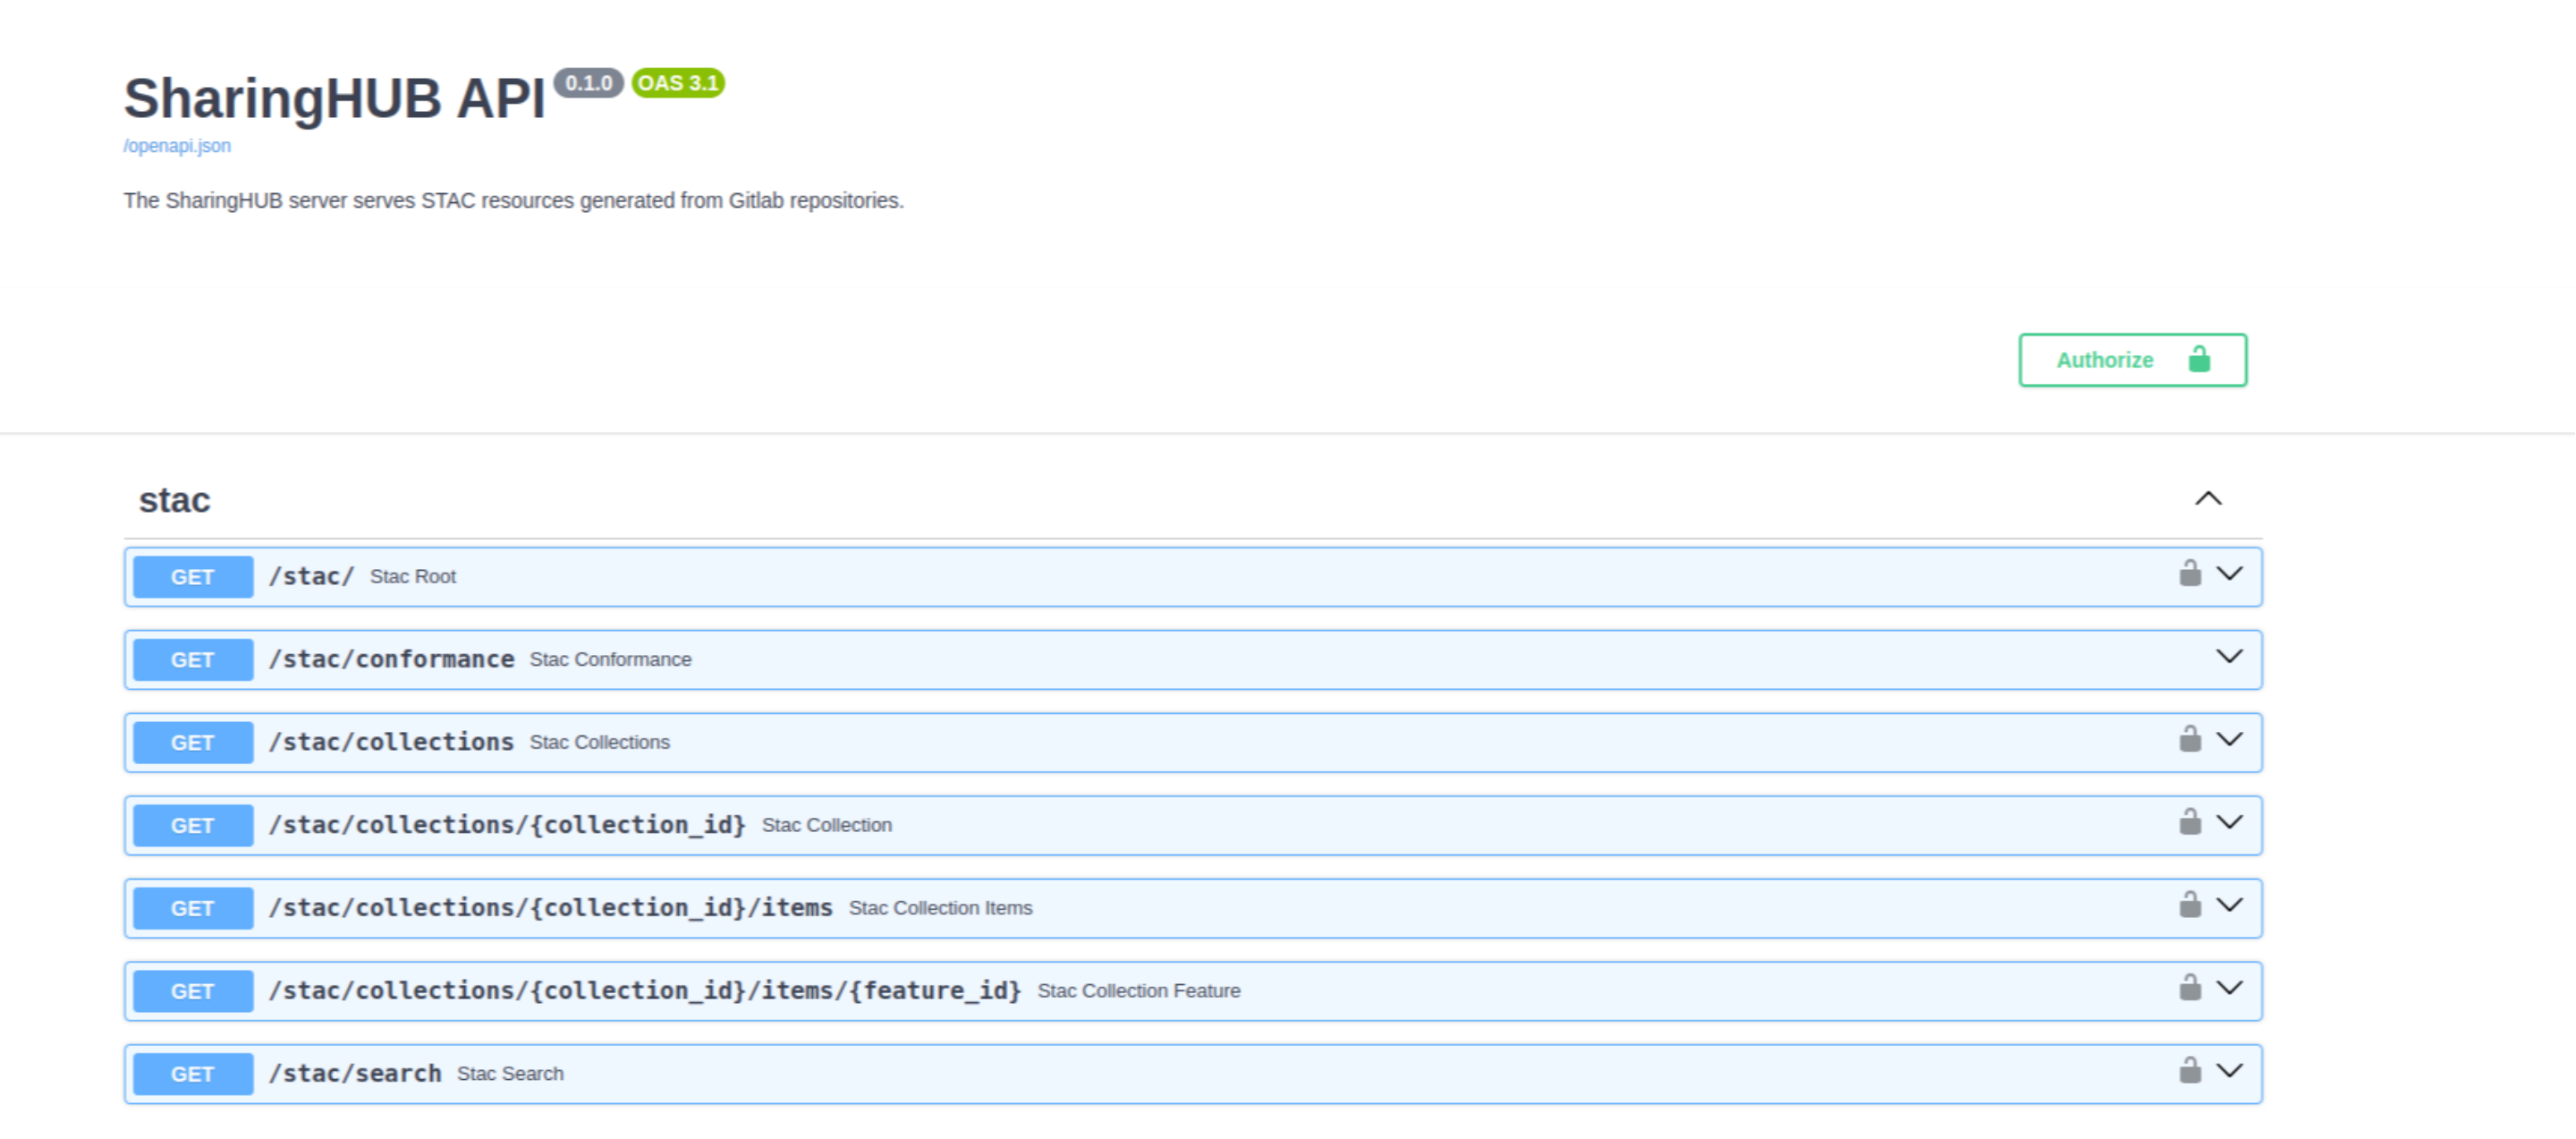 SharingHUB API 0.1.0 OAS 3.1
/openapi.json
The SharingHUB server serves STAC resources generated from Gitlab repositories.
Authorize
stac
GET /stac/ Stac Root
GET /stac/conformance Stac Conformance
GET /stac/collections Stac Collections
GET /stac/collections/{collection_id} Stac Collection
GET /stac/collections/{collection_id}/items Stac Collection Items
GET /stac/collections/{collection_id}/items/{feature_id} Stac Collection Feature
GET /stac/search Stac Search